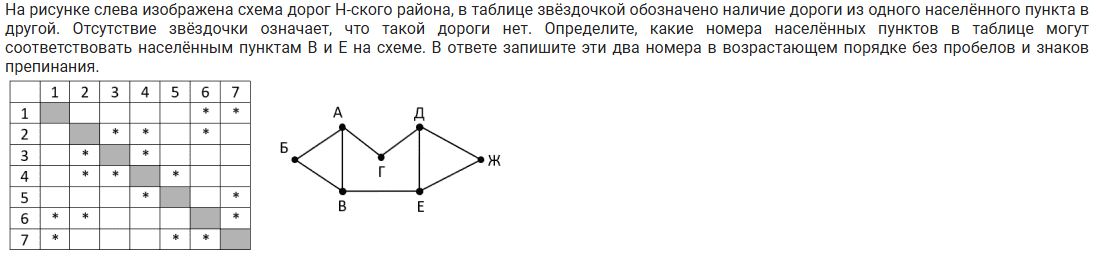 На рисунке слева изображена схема дорог Н-ского района, в таблице звёздочкой обозначено наличие дороги из одного населённого пункта в
другой. Отсутствие звёздочки означает, что такой дороги нет. Определите, какие номера населённых пунктов в таблице могут
соответствовать населённым пунктам В и Е на схеме. В ответе запишите эти два номера в возрастающем порядке без пробелов и знаков
препинания.
1 2 3 4 5 6 7
1 * *
2 * * *
3 * *
4 * * *
5 * *
6 * * *
7 * * *
А Д
Б Г Ж
В Е